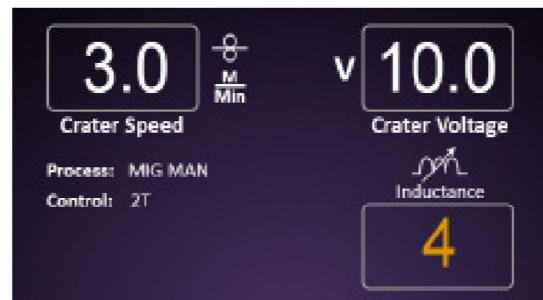 3.0
M
Min
Crater Speed
V 10.0
Crater Voltage
Process: MIG MAN
Control: 2T
Inductance
4